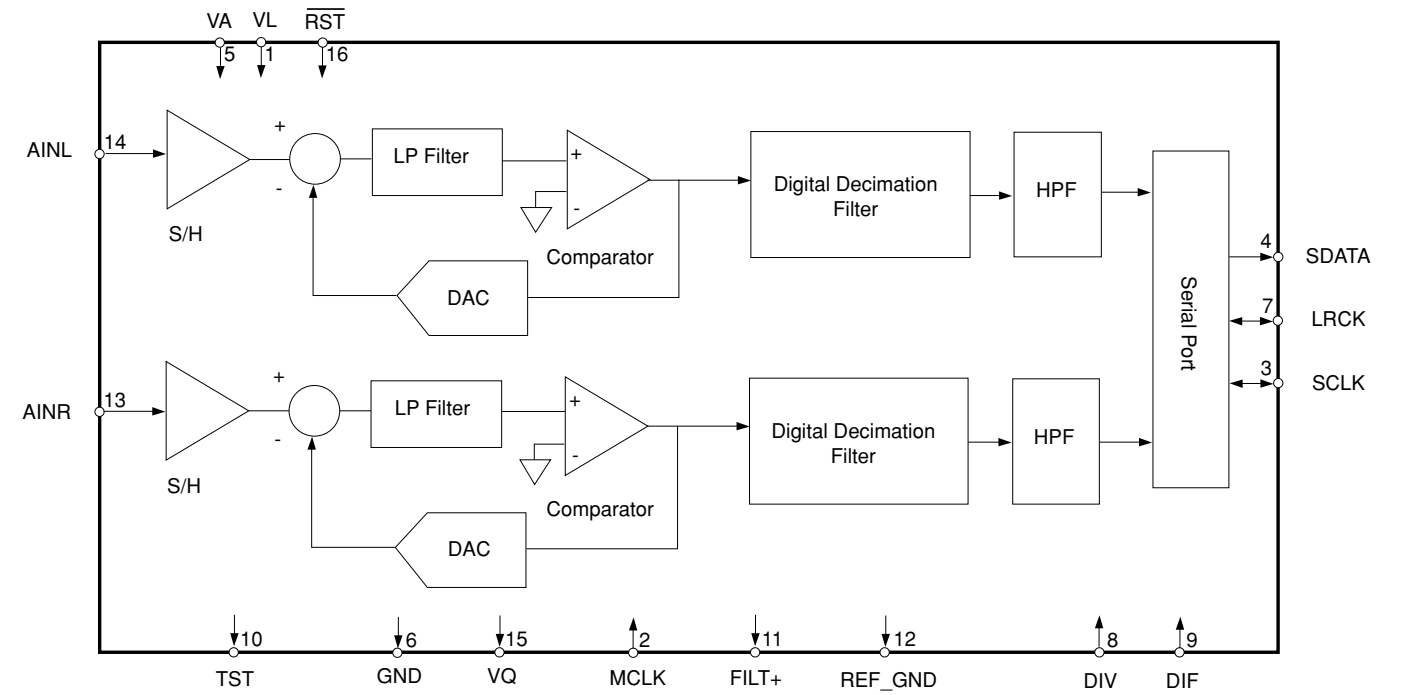 VA VL RST
5 1 16
AINL 14
+
-
S/H
LP Filter
+
-
Comparator
DAC
Digital Decimation
Filter
HPF
Serial Port
4 SDATA
7 LRCK
3 SCLK
AINR 13
+
-
S/H
LP Filter
+
-
Comparator
DAC
Digital Decimation
Filter
HPF
10 6 15 2 11 12 8 9
TST GND VQ MCLK FILT+ REF_GND DIV DIF